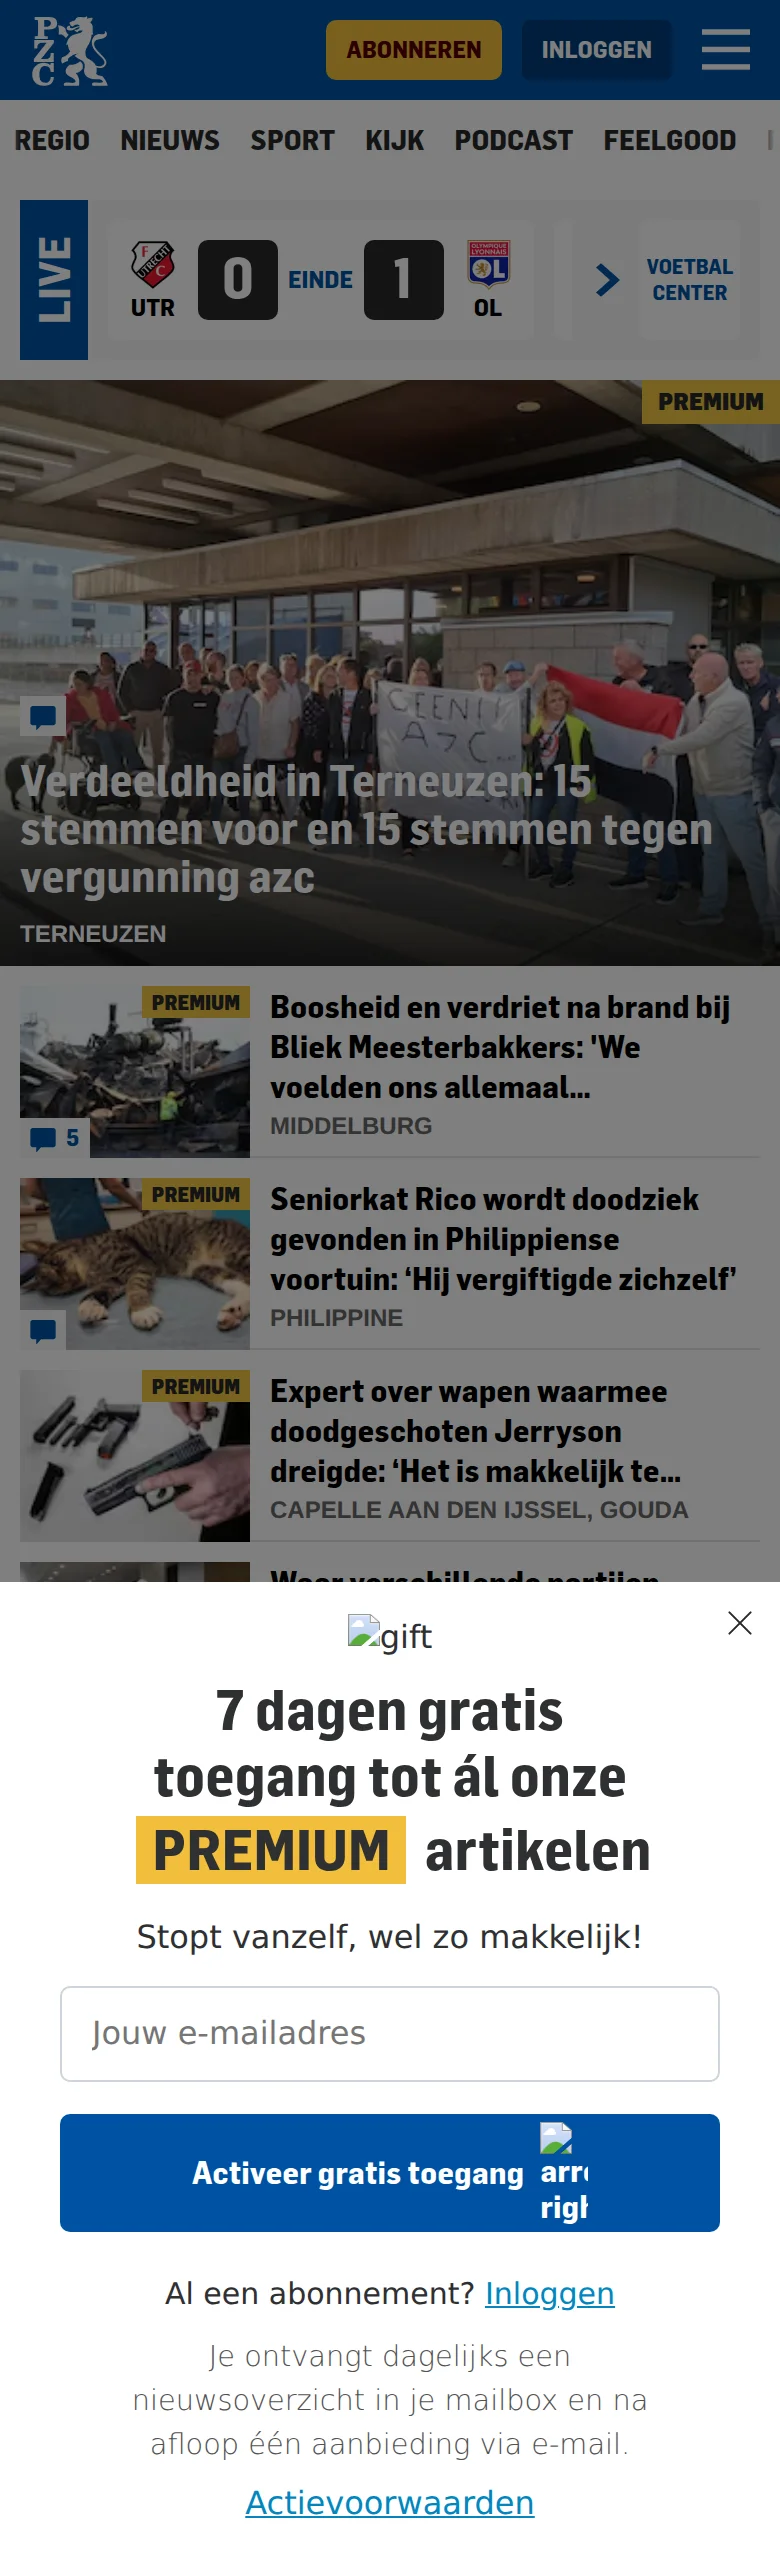 PZC
ABONNEREN
INLOGGEN
REGIO NIEUWS SPORT KIJK PODCAST FEELGOOD
LIVE
UTR
0
EINDE
1
OL
VOETBAL
CENTER
PREMIUM
GEEN
AZC
Verdeeldheid in Terneuzen: 15
stemmen voor en 15 stemmen tegen
vergunning azc
TERNEUZEN
PREMIUM
5
Boosheid en verdriet na brand bij
Bliek Meesterbakkers: 'We
voelden ons allemaal...
MIDDELBURG
PREMIUM
Seniorkat Rico wordt doodziek
gevonden in Philippiense
voortuin: ‘Hij vergiftigde zichzelf’
PHILIPPINE
PREMIUM
Expert over wapen waarmee
doodgeschoten Jerryson
dreigde: ‘Het is makkelijk te...
CAPELLE AAN DEN IJSSEL, GOUDA
Waar verschillende partijen
gift
7 dagen gratis
toegang tot ál onze
PREMIUM artikelen
Stopt vanzelf, wel zo makkelijk!
Jouw e-mailadres
Activeer gratis toegang
Al een abonnement? Inloggen
Je ontvangt dagelijks een
nieuwsoverzicht in je mailbox en na
afloop één aanbieding via e-mail.
Actievoorwaarden